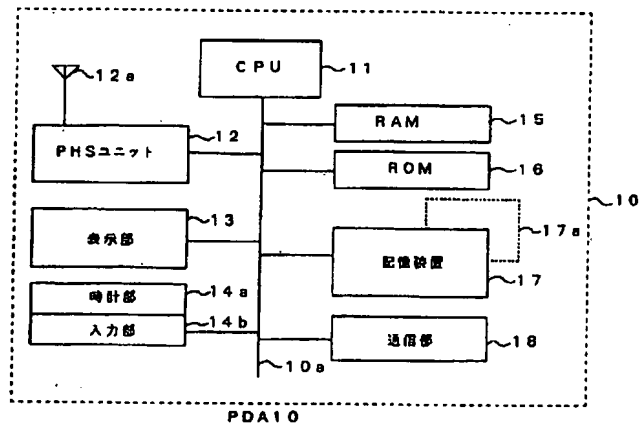 12a
CPU
11
12
PHSユニット
RAM
15
ROM
16
13
表示部
10
17a
記憶装置
17
時計部
14a
入力部
14b
通信部
18
10a
PDA10